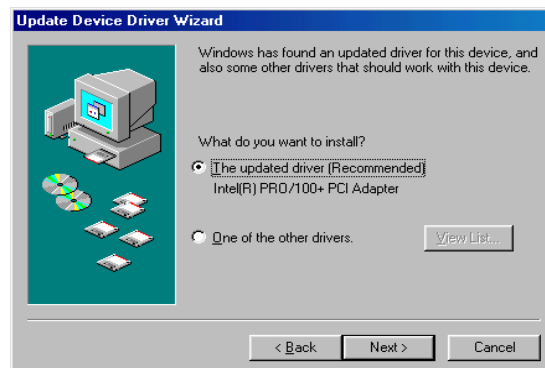 Update Device Driver Wizard
Windows has found an updated driver for this device, and
also some other drivers that should work with this device.
What do you want to install?
The updated driver (Recommended)
Intel(R) PRO/100+ PCI Adapter
One of the other drivers.
View List...
< Back
Next >
Cancel